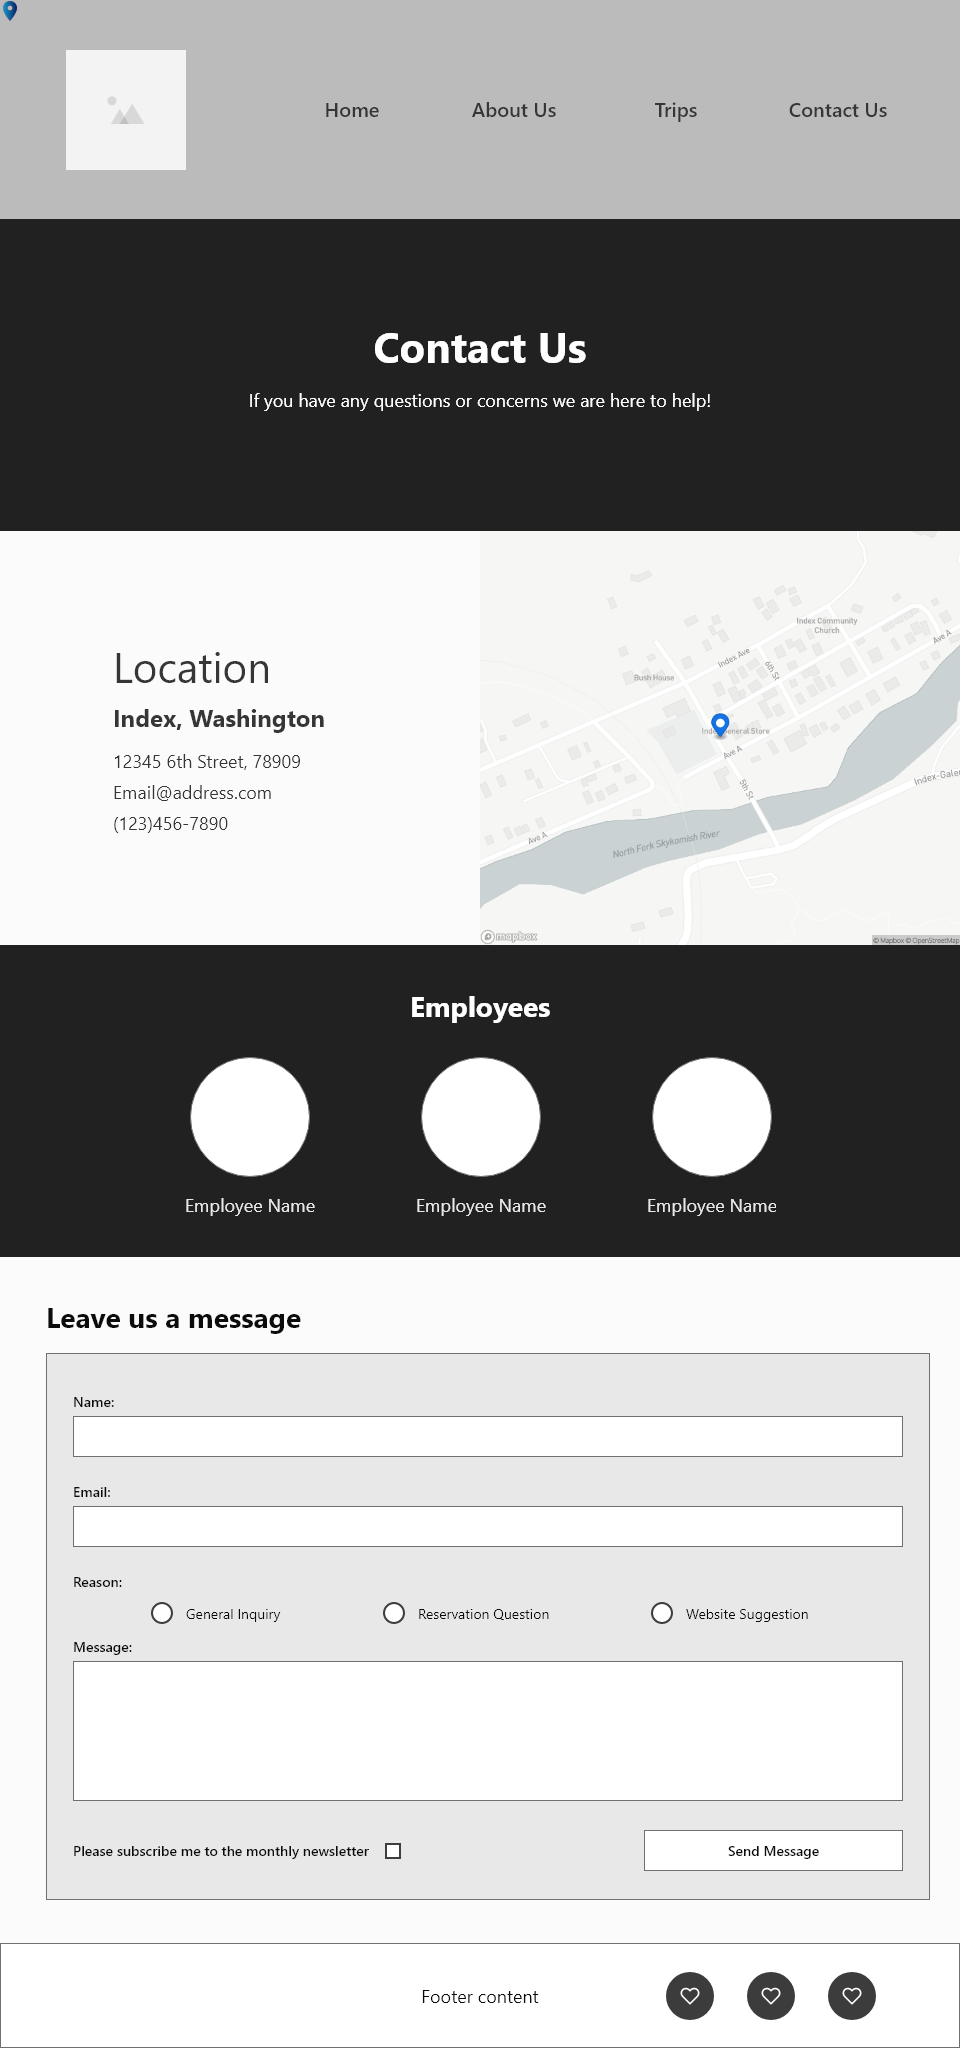 Home
About Us
Trips
Contact Us
Contact Us
If you have any questions or concerns we are here to help!
Location
Index, Washington
12345 6th Street, 78909
Email@address.com
(123)456-7890
Index Community
Church
Ave A
Index Ave
6th St
Bush House
General Store
Ave A
5th St
Index-Galer
North Fork Skykomish River
Ave A
mapbox
© Mapbox © OpenStreetMap
Employees
Employee Name
Employee Name
Employee Name
Leave us a message
Name:
Email:
Reason:
General Inquiry
Reservation Question
Website Suggestion
Message:
Please subscribe me to the monthly newsletter
Send Message
Footer content